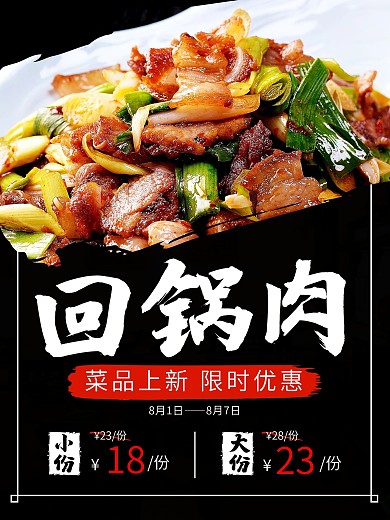 回锅肉
菜品上新 限时优惠
8月1日——8月7日
小份
¥23/份
¥18/份
大份
¥28/份
¥23/份